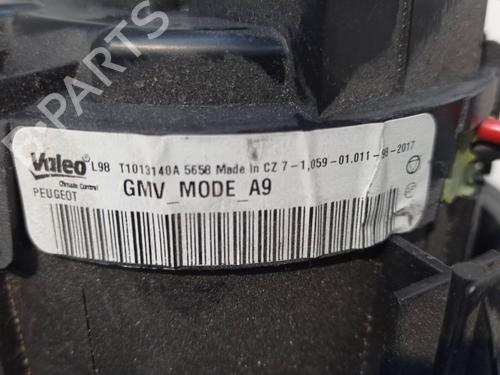 Valeo L98 T1013140A 5658 Made In CZ 7-1,059-01.011-98-2017
Climate Control
PEUGEOT GMV_MODE_A9
B-PARTS